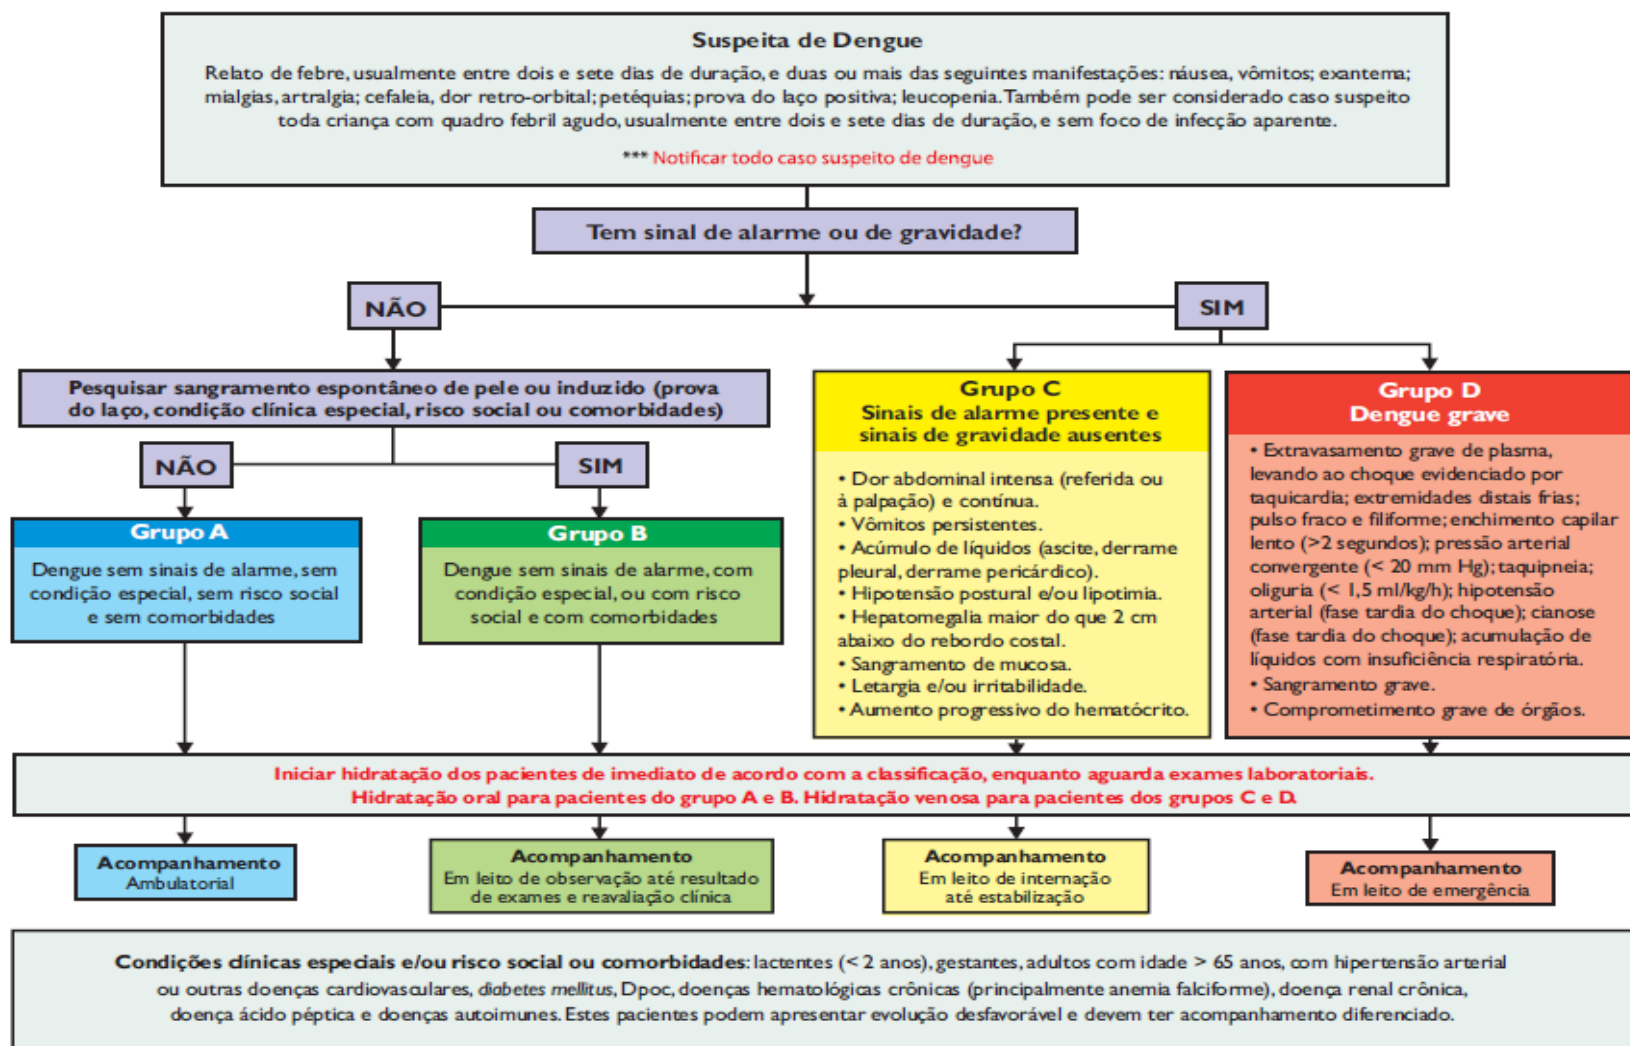 Suspeita de Dengue
Relato de febre, usualmente entre dois e sete dias de duração, e duas ou mais das seguintes manifestações: náusea, vômitos; exantema;
mialgias, artralgia; cefaleia, dor retro-orbital; petéquias; prova do laço positiva; leucopenia. Também pode ser considerado caso suspeito
toda criança com quadro febril agudo, usualmente entre dois e sete dias de duração, e sem foco de infecção aparente.
*** Notificar todo caso suspeito de dengue
Tem sinal de alarme ou de gravidade?
NÃO
SIM
Pesquisar sangramento espontâneo de pele ou induzido (prova
do laço, condição clínica especial, risco social ou comorbidades)
NÃO
SIM
Grupo A
Dengue sem sinais de alarme, sem
condição especial, sem risco social
e sem comorbidades
Grupo B
Dengue sem sinais de alarme, com
condição especial, ou com risco
social e com comorbidades
Grupo C
Sinais de alarme presente e
sinais de gravidade ausentes
• Dor abdominal intensa (referida ou
à palpação) e contínua.
• Vômitos persistentes.
• Acúmulo de líquidos (ascite, derrame
pleural, derrame pericárdico).
• Hipotensão postural e/ou lipotimia.
• Hepatomegalia maior do que 2 cm
abaixo do rebordo costal.
• Sangramento de mucosa.
• Letargia e/ou irritabilidade.
• Aumento progressivo do hematócrito.
Grupo D
Dengue grave
• Extravasamento grave de plasma,
levando ao choque evidenciado por
taquicardia; extremidades distais frias;
pulso fraco e filiforme; enchimento capilar
lento (>2 segundos); pressão arterial
convergente (< 20 mm Hg); taquipneia;
oliguria (< 1,5 ml/kg/h); hipotensão
arterial (fase tardia do choque); cianose
(fase tardia do choque); acumulação de
líquidos com insuficiência respiratória.
• Sangramento grave.
• Comprometimento grave de órgãos.
Iniciar hidratação dos pacientes de imediato de acordo com a classificação, enquanto aguarda exames laboratoriais.
Hidratação oral para pacientes do grupo A e B. Hidratação venosa para pacientes dos grupos C e D.
Acompanhamento
Ambulatorial
Acompanhamento
Em leito de observação até resultado
de exames e reavaliação clínica
Acompanhamento
Em leito de internação
até estabilização
Acompanhamento
Em leito de emergência
Condições clínicas especiais e/ou risco social ou comorbidades: lactentes (< 2 anos), gestantes, adultos com idade > 65 anos, com hipertensão arterial
ou outras doenças cardiovasculares, diabetes mellitus, Dpoc, doenças hematológicas crônicas (principalmente anemia falciforme), doença renal crônica,
doença ácido péptica e doenças autoimunes. Estes pacientes podem apresentar evolução desfavorável e devem ter acompanhamento diferenciado.